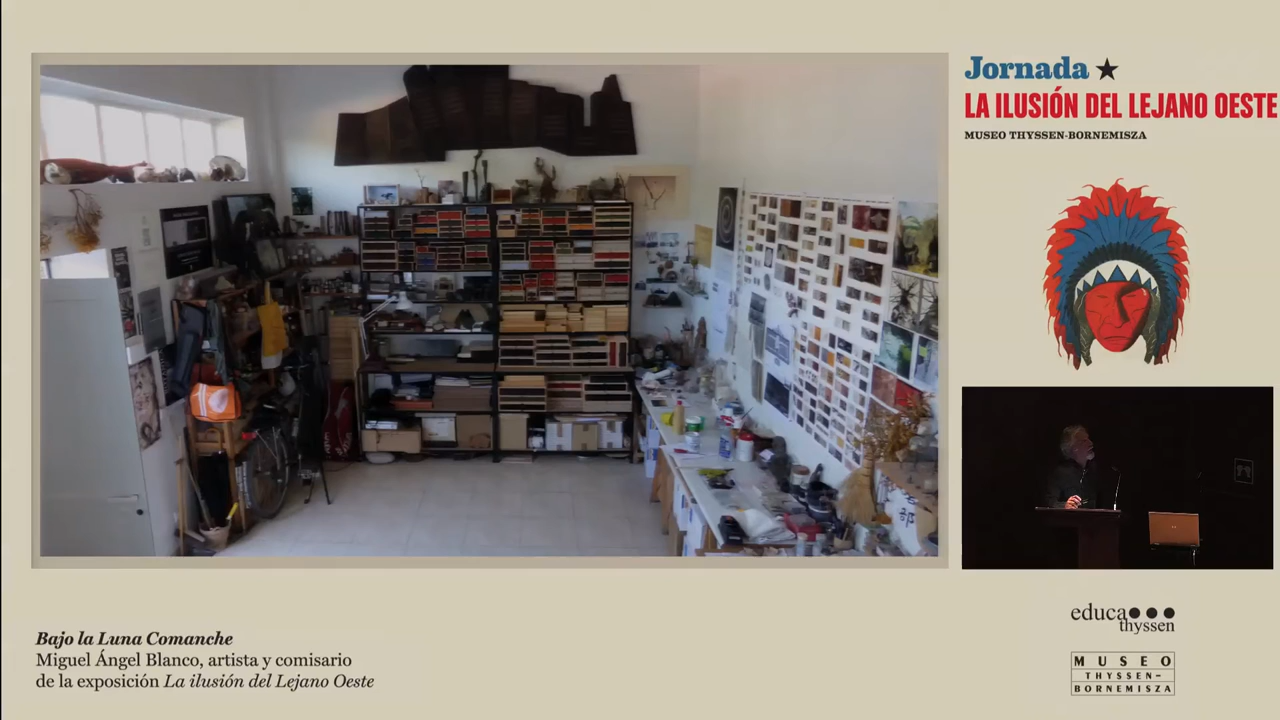 Jornada ★
LA ILUSIÓN DEL LEJANO OESTE
MUSEO THYSSEN-BORNEMISZA
educa
thyssen
MUSEO
THYSSEN-
BORNEMISZA
Bajo la Luna Comanche
Miguel Ángel Blanco, artista y comisario
de la exposición La ilusión del Lejano Oeste